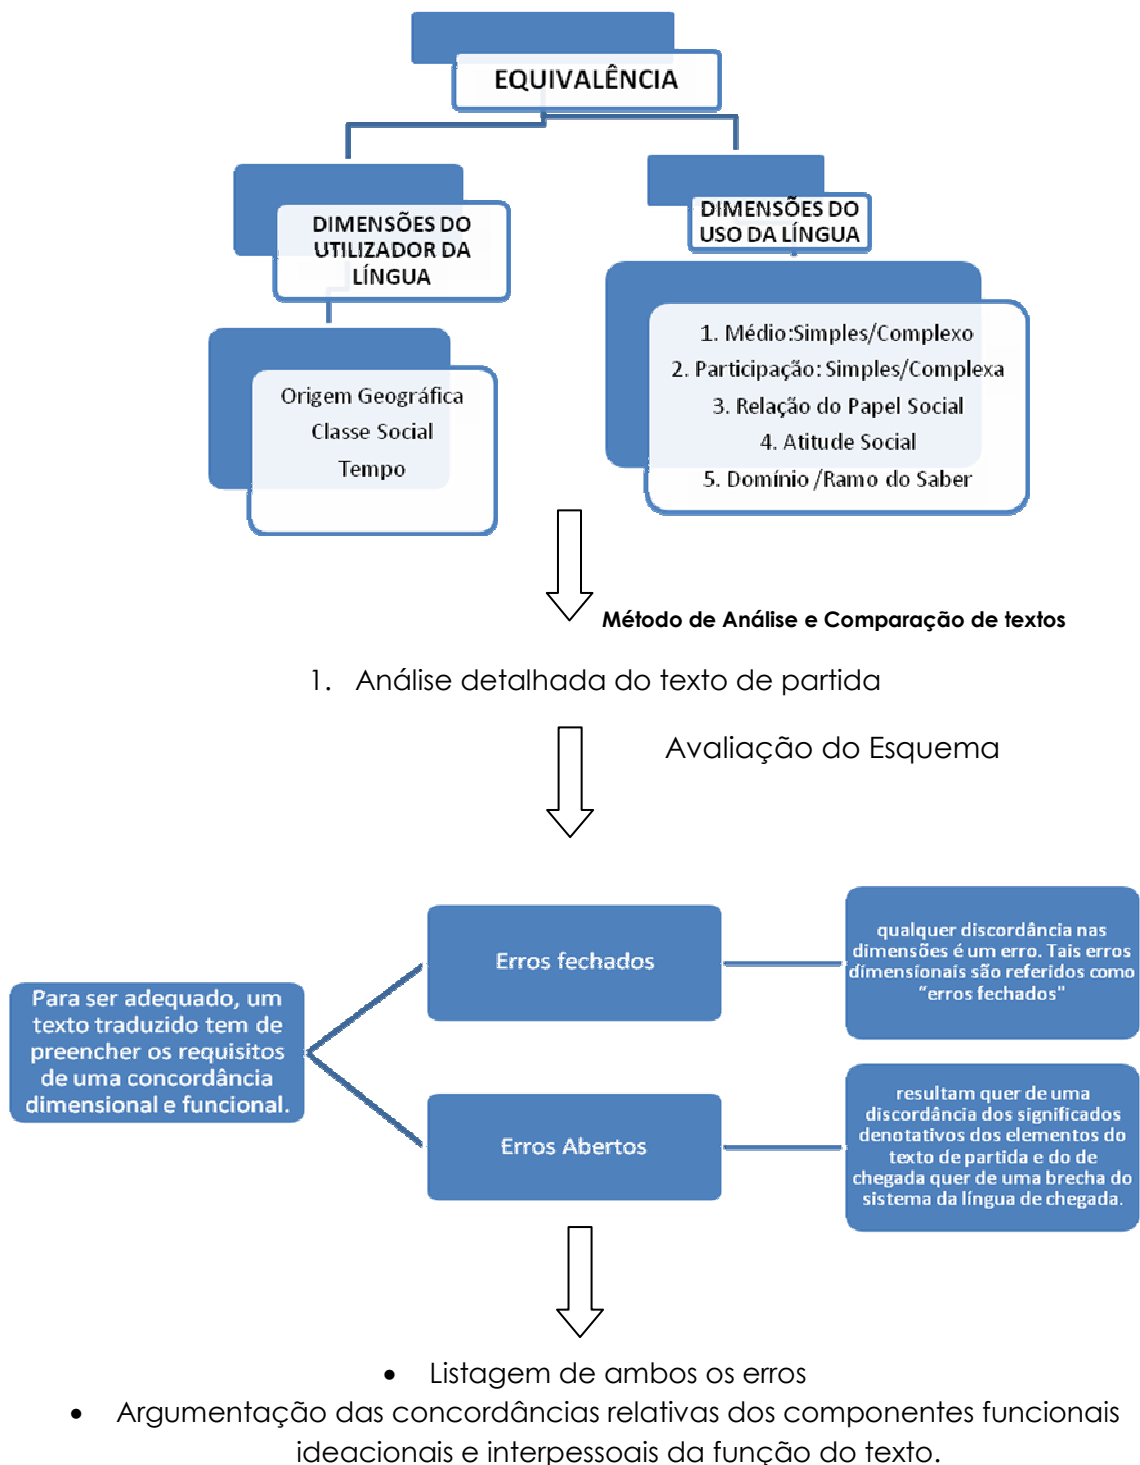 EQUIVALÊNCIA
DIMENSÕES DO
UTILIZADOR DA
LÍNGUA
DIMENSÕES DO
USO DA LÍNGUA
Origem Geográfica
Classe Social
Tempo
1. Médio:Simples/Complexo
2. Participação: Simples/Complexa
3. Relação do Papel Social
4. Atitude Social
5. Domínio /Ramo do Saber
Método de Análise e Comparação de textos
1. Análise detalhada do texto de partida
Avaliação do Esquema
Para ser adequado, um
texto traduzido tem de
preencher os requisitos
de uma concordância
dimensional e funcional.
Erros fechados
qualquer discordância nas
dimensões é um erro. Tais erros
dimensionais são referidos como
“erros fechados"
Erros Abertos
resultam quer de uma
discordância dos significados
denotativos dos elementos do
texto de partida e do de
chegada quer de uma brecha do
sistema da língua de chegada.
• Listagem de ambos os erros
• Argumentação das concordâncias relativas dos componentes funcionais
ideacionais e interpessoais da função do texto.